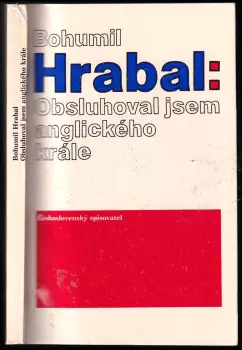 Bohumil Hrabal
Obsluhoval jsem anglického krále
Bohumil
Hrabal:
Obsluhoval jsem
anglického
krále
Československý spisovatel